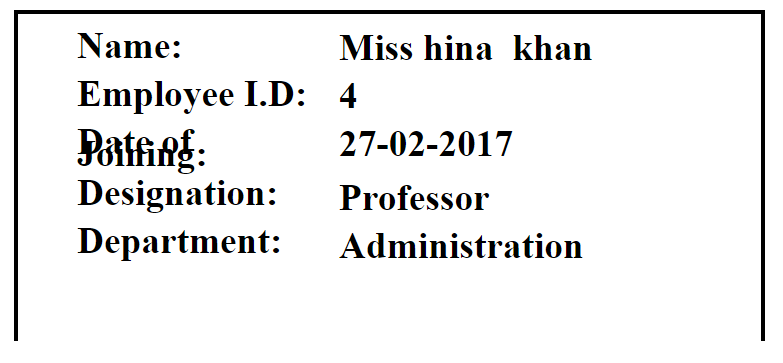 Name: Miss hina  khan
Employee I.D: 4
Date of
Joining: 27-02-2017
Designation: Professor
Department: Administration